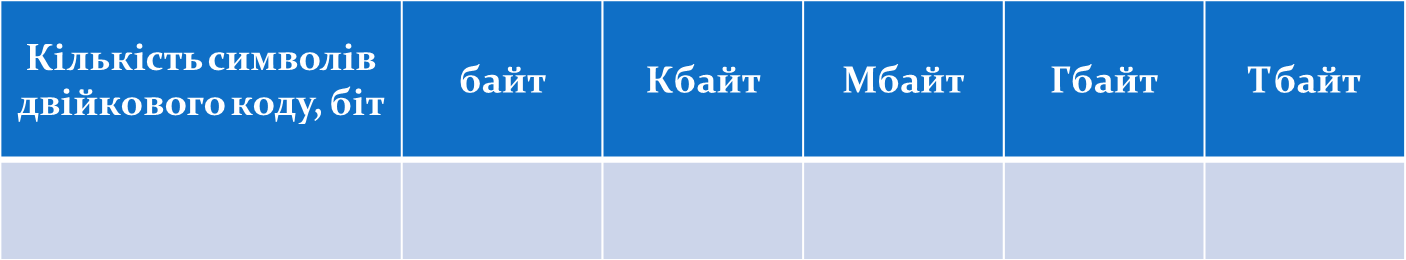 Кількість символів
двійкового коду, біт
байт
Кбайт
Мбайт
Гбайт
Тбайт